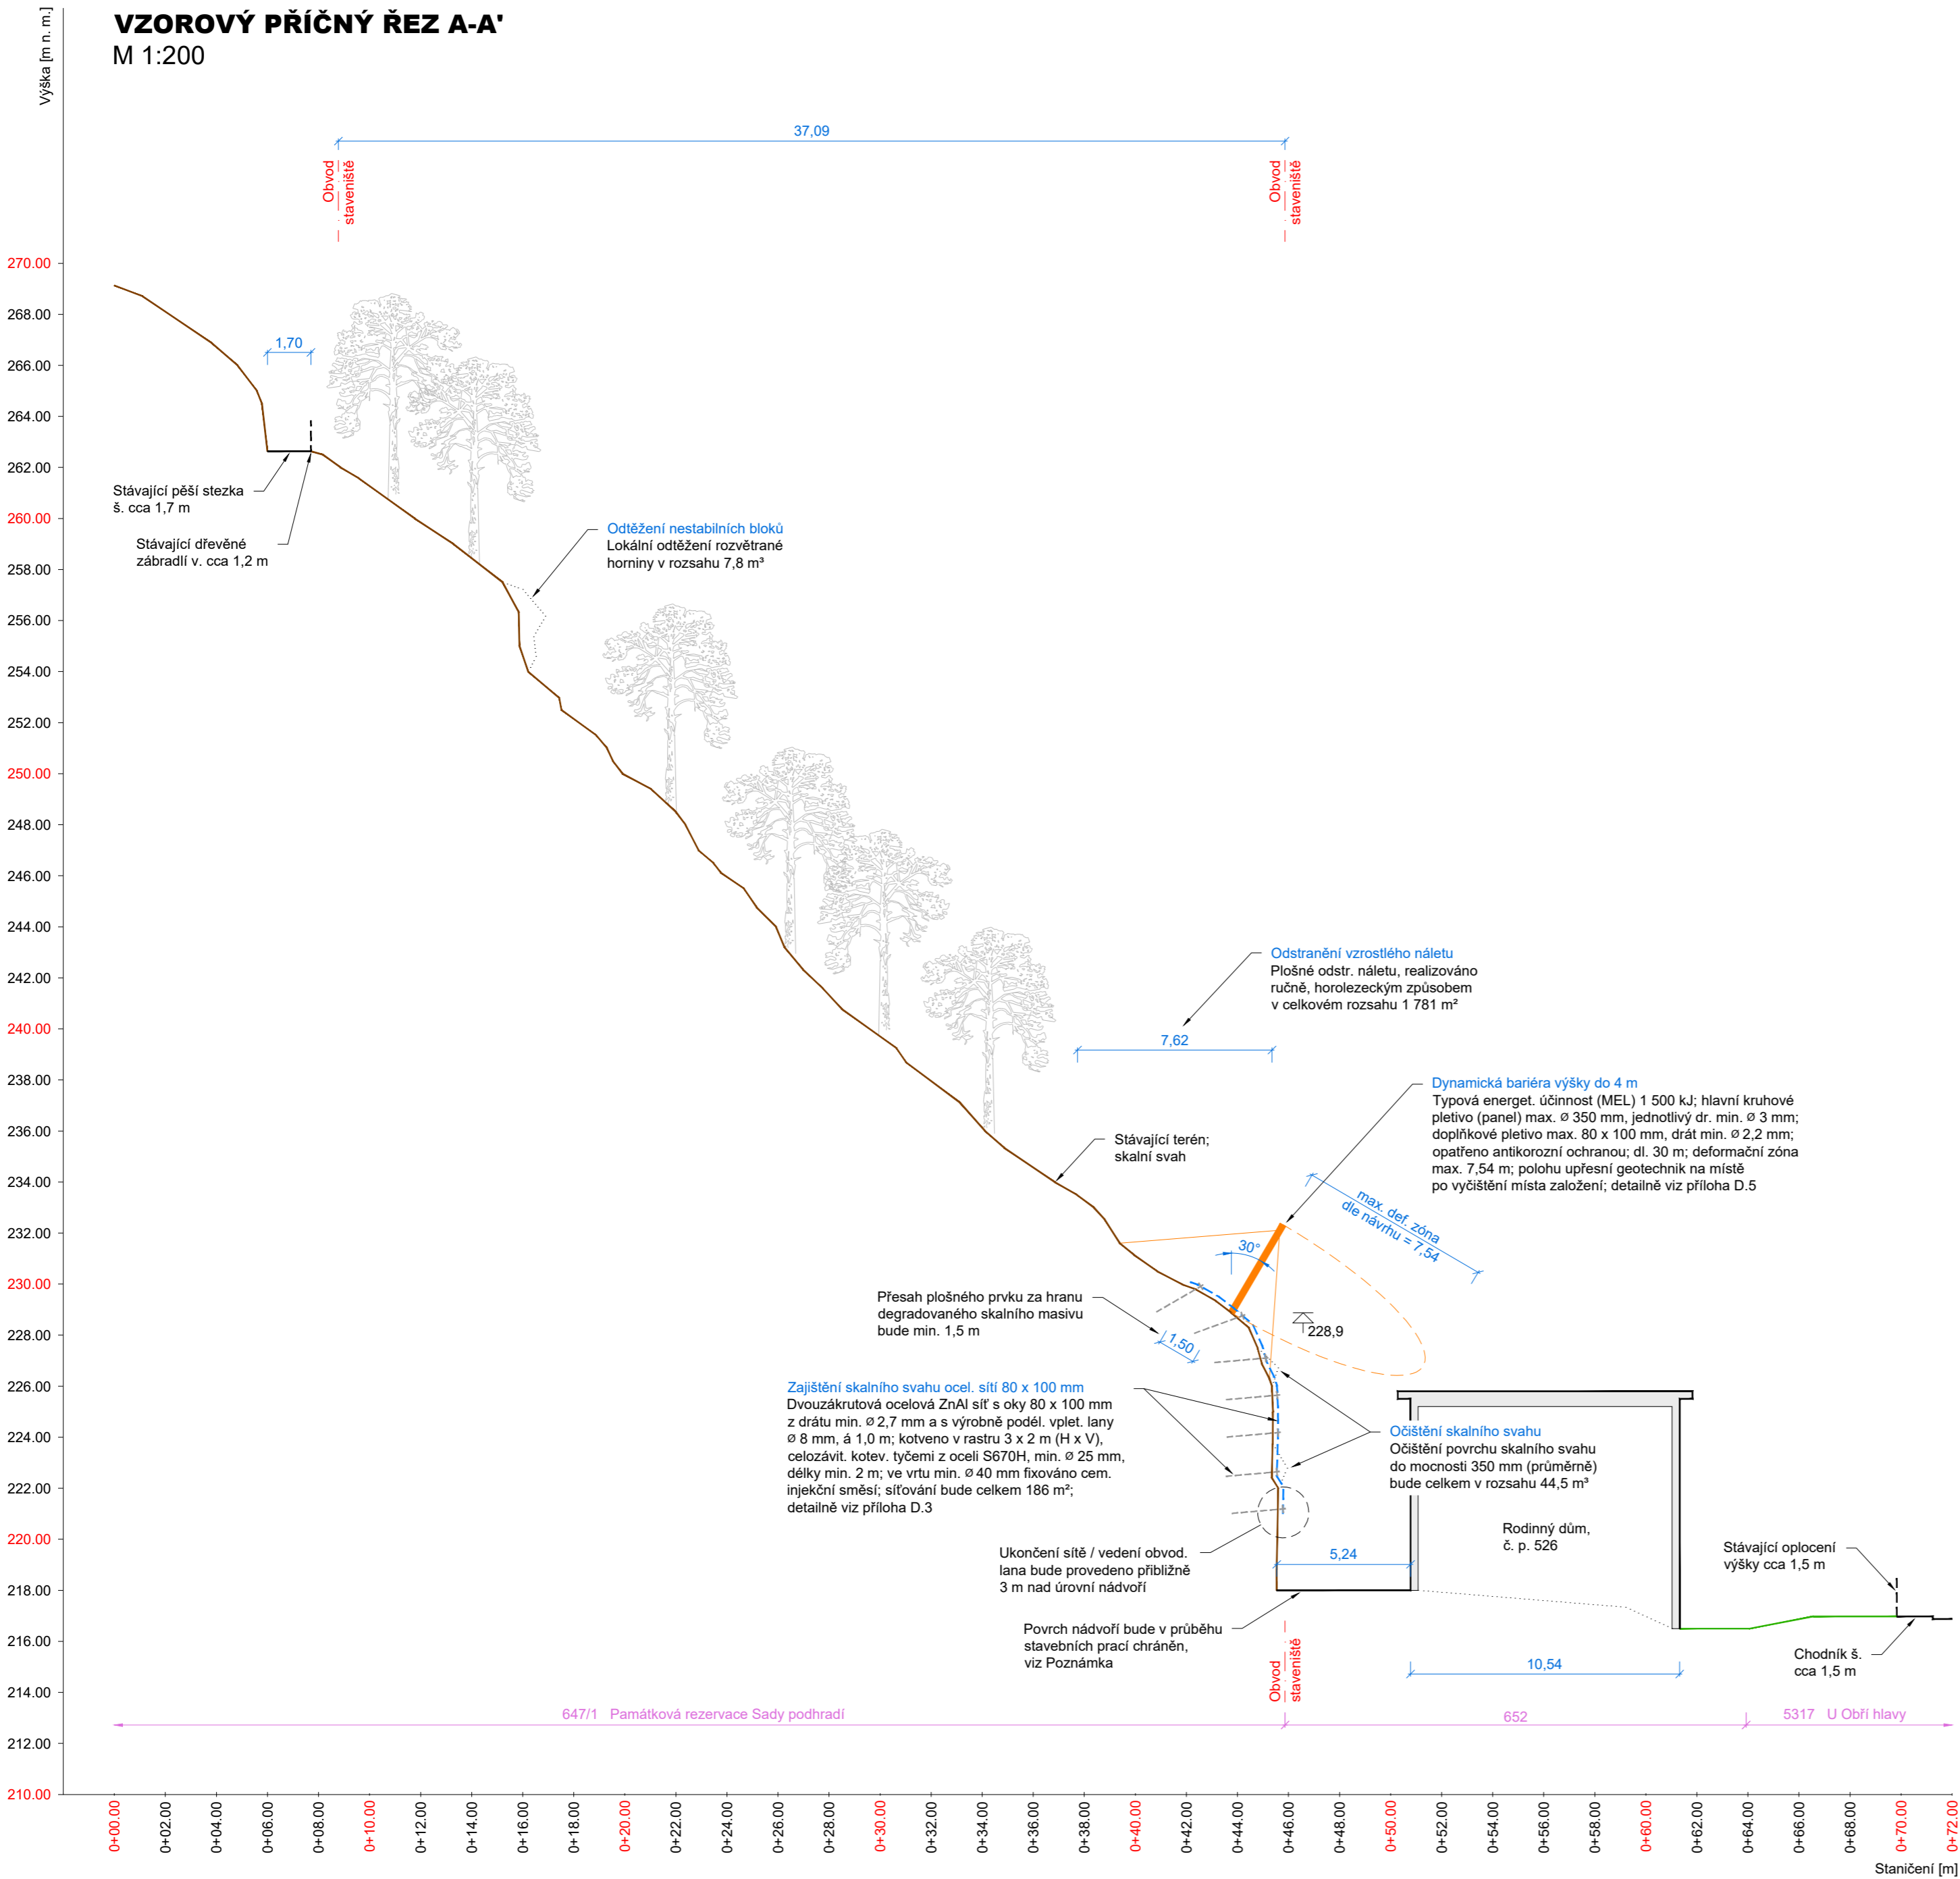 VZOROVÝ PŘÍČNÝ ŘEZ A-A'
M 1:200
Výška [m n. m.]
37,09
Obvod
staveniště
Obvod
staveniště
270.00
268.00
266.00
264.00
262.00
260.00
258.00
256.00
254.00
252.00
250.00
248.00
246.00
244.00
242.00
240.00
238.00
236.00
234.00
232.00
230.00
228.00
226.00
224.00
222.00
220.00
218.00
216.00
214.00
212.00
210.00
1,70
Stávající pěší stezka
š. cca 1,7 m
Stávající dřevěné
zábradlí v. cca 1,2 m
Odtěžení nestabilních bloků
Lokální odtěžení rozvětrané
horniny v rozsahu 7,8 m³
Odstranění vzrostlého náletu
Plošné odstr. náletu, realizováno
ručně, horolezeckým způsobem
v celkovém rozsahu 1 781 m²
7,62
Dynamická bariéra výšky do 4 m
Typová energet. účinnost (MEL) 1 500 kJ; hlavní kruhové
pletivo (panel) max. ⌀ 350 mm, jednotlivý dr. min. ⌀ 3 mm;
doplňkové pletivo max. 80 x 100 mm, drát min. ⌀ 2,2 mm;
opatřeno antikorozní ochranou; dl. 30 m; deformační zóna
max. 7,54 m; polohu upřesní geotechnik na místě
po vyčištění místa založení; detailně viz příloha D.5
Stávající terén;
skalní svah
max. def. zóna
dle návrhu = 7,54
30°
228,9
Přesah plošného prvku za hranu
degradovaného skalního masivu
bude min. 1,5 m
1,50
Zajištění skalního svahu ocel. sítí 80 x 100 mm
Dvouzákrutová ocelová ZnAl síť s oky 80 x 100 mm
z drátu min. ⌀ 2,7 mm a s výrobně podél. vplet. lany
⌀ 8 mm, á 1,0 m; kotveno v rastru 3 x 2 m (H x V),
celozávit. kotev. tyčemi z oceli S670H, min. ⌀ 25 mm,
délky min. 2 m; ve vrtu min. ⌀ 40 mm fixováno cem.
injekční směsí; síťování bude celkem 186 m²;
detailně viz příloha D.3
Očištění skalního svahu
Očištění povrchu skalního svahu
do mocnosti 350 mm (průměrně)
bude celkem v rozsahu 44,5 m³
Ukončení sítě / vedení obvod.
lana bude provedeno přibližně
3 m nad úrovní nádvoří
5,24
Rodinný dům,
č. p. 526
Stávající oplocení
výšky cca 1,5 m
Povrch nádvoří bude v průběhu
stavebních prací chráněn,
viz Poznámka
Obvod
staveniště
10,54
Chodník š.
cca 1,5 m
647/1 Památková rezervace Sady podhradí
652
5317 U Obří hlavy
0+00.00
0+02.00
0+04.00
0+06.00
0+08.00
0+10.00
0+12.00
0+14.00
0+16.00
0+18.00
0+20.00
0+22.00
0+24.00
0+26.00
0+28.00
0+30.00
0+32.00
0+34.00
0+36.00
0+38.00
0+40.00
0+42.00
0+44.00
0+46.00
0+48.00
0+50.00
0+52.00
0+54.00
0+56.00
0+58.00
0+60.00
0+62.00
0+64.00
0+66.00
0+68.00
0+70.00
0+72.00
Staničení [m]